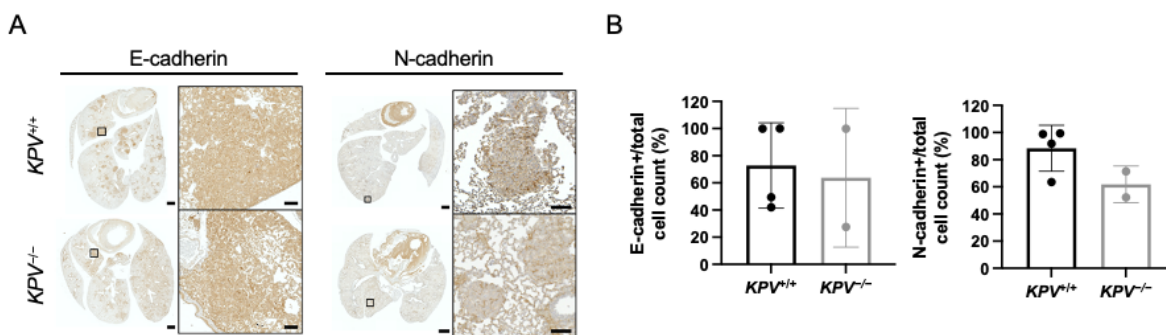 A
E-cadherin
N-cadherin
KPV+/+
KPV–/–
B
E-cadherin+/total
cell count (%)
120
100
80
60
40
20
0
KPV+/+
KPV–/–
N-cadherin+/total
cell count (%)
120
100
80
60
40
20
0
KPV+/+
KPV–/–